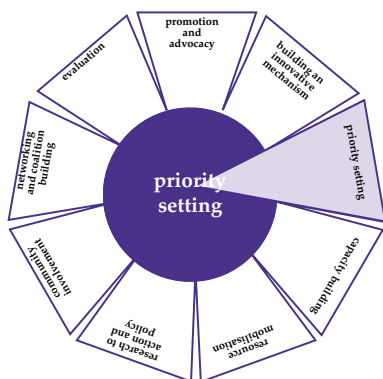 promotion
and
advocacy
building an
innovative
mechanism
priority setting
capacity building
resource
mobilisation
research to
action and
policy
community
involvement
networking
and coalition
building
evaluation
priority
setting